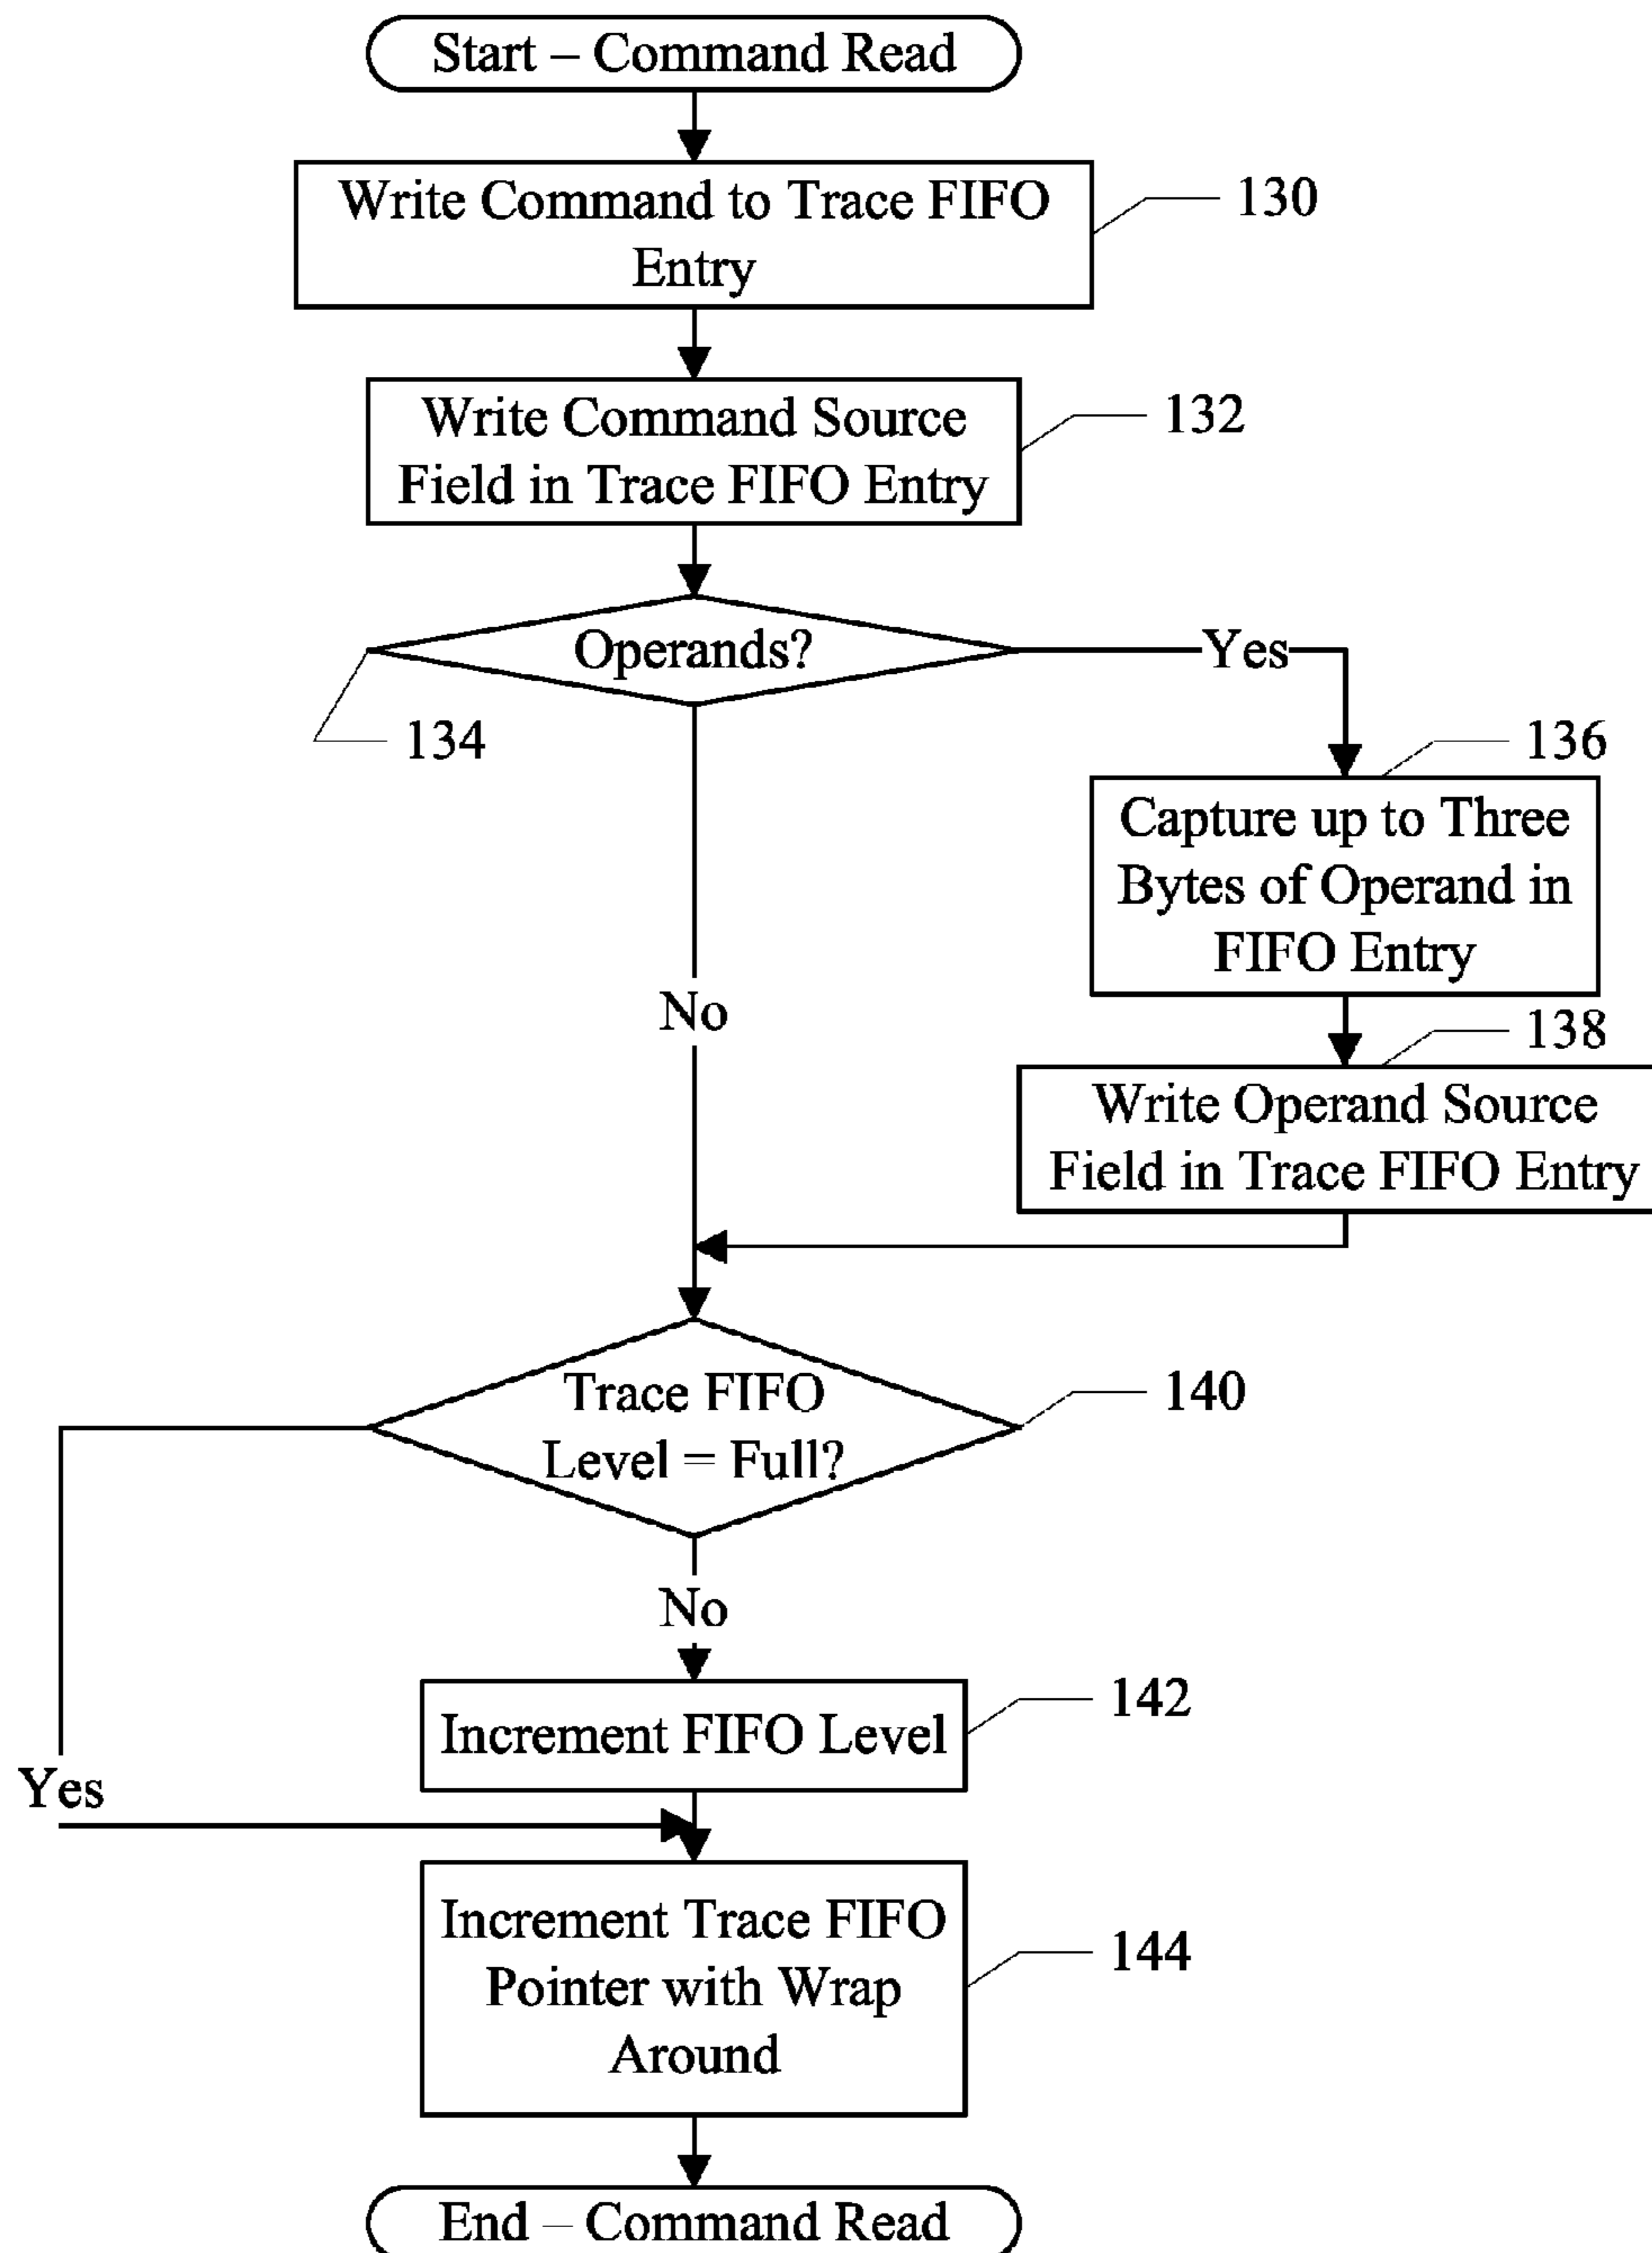 Start – Command Read
Write Command to Trace FIFO
Entry
130
Write Command Source
Field in Trace FIFO Entry
132
Operands?
Yes
134
136
Capture up to Three
Bytes of Operand in
FIFO Entry
No
138
Write Operand Source
Field in Trace FIFO Entry
Trace FIFO
Level = Full?
140
No
Increment FIFO Level
142
Yes
Increment Trace FIFO
Pointer with Wrap
Around
144
End – Command Read